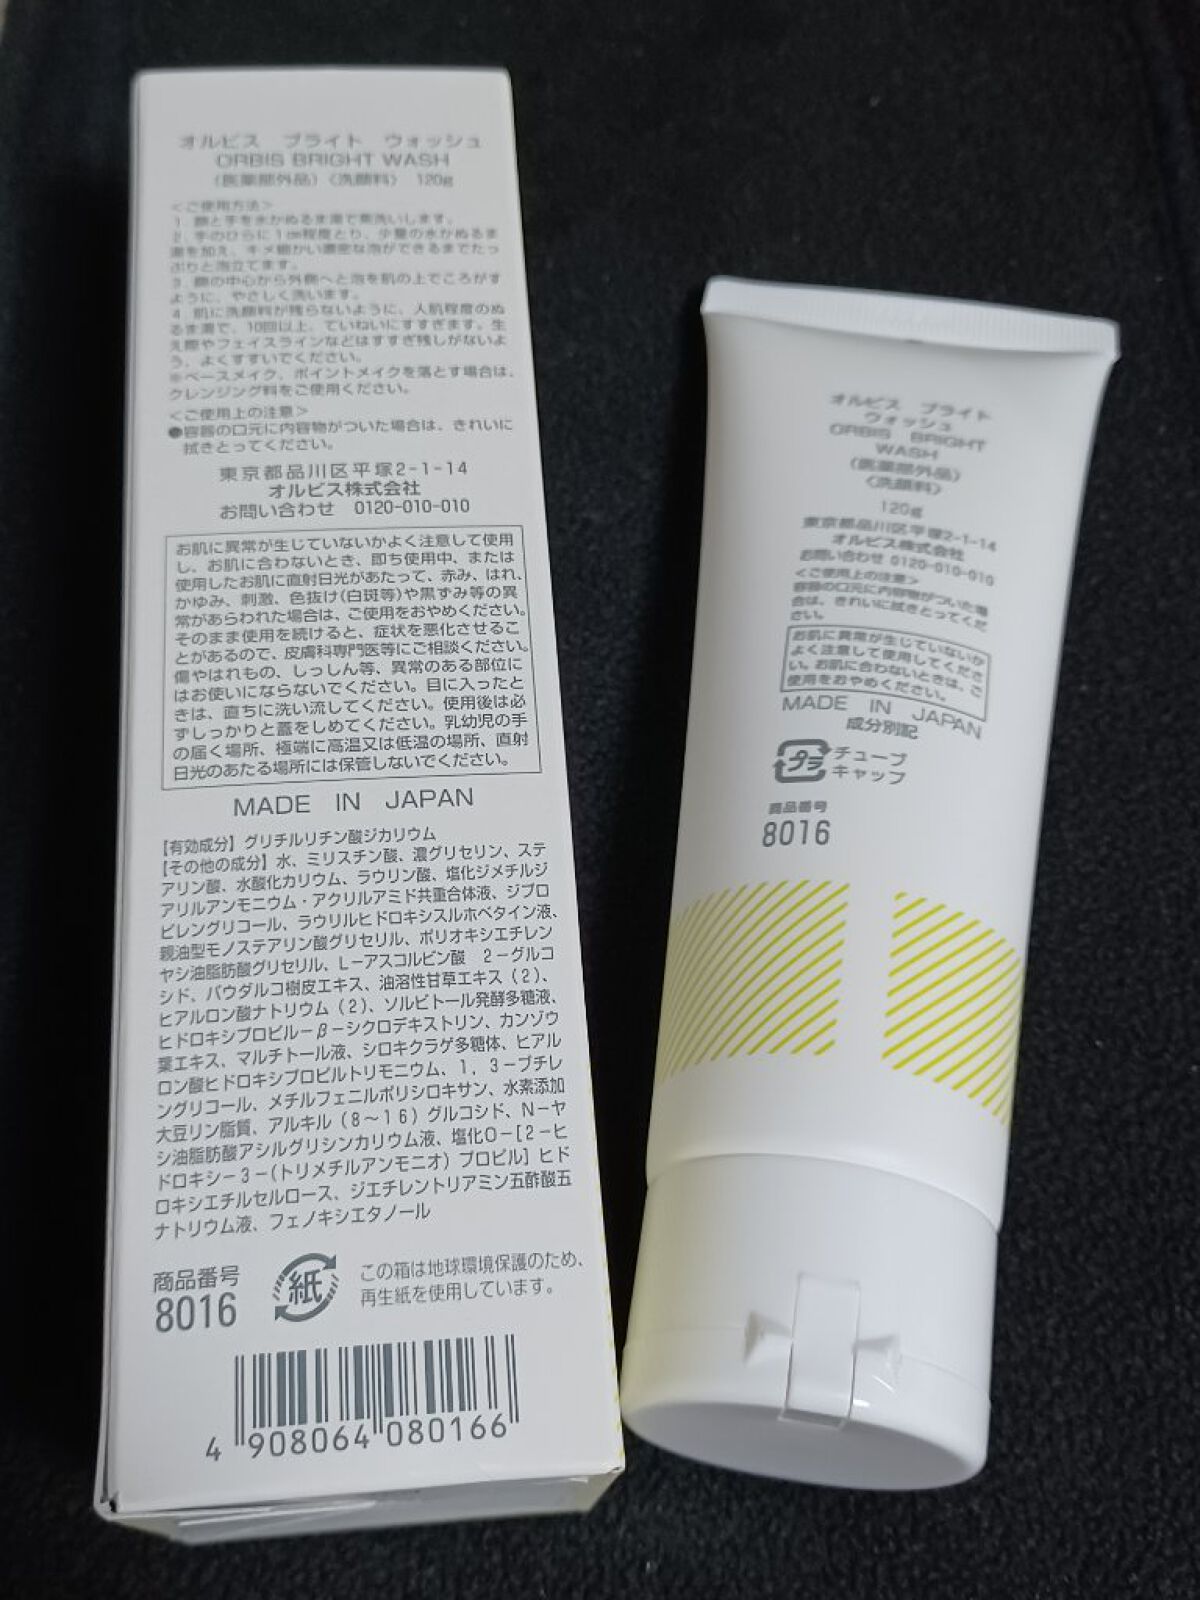 オルビス ブライト ウォッシュ
ORBIS BRIGHT WASH
(医薬部外品)〈洗顔料〉 120g
<ご使用方法>
1. 顔と手を水かぬるま湯で素洗いします。
2. 手のひらに1cm程度とり、少量の水かぬるま
湯を加え、キメ細かい濃密な泡ができるまでたっ
ぷりと泡立てます。
3. 顔の中心から外側へと泡を肌の上でころがす
ように、やさしく洗います。
4. 肌に洗顔料が残らないように、人肌程度のぬ
るま湯で、10回以上、ていねいにすすぎます。生
え際やフェイスラインなどはすすぎ残しがないよ
う、よくすすいでください。
※ベースメイク、ポイントメイクを落とす場合は、
クレンジング料をご使用ください。
<ご使用上の注意>
●容器の口元に内容物がついた場合は、きれいに
拭きとってください。
東京都品川区平塚2-1-14
オルビス株式会社
お問い合わせ 0120-010-010
お肌に異常が生じていないかよく注意して使用
し、お肌に合わないとき、即ち使用中、または
使用したお肌に直射日光があたって、赤み、はれ、
かゆみ、刺激、色抜け(白斑等)や黒ずみ等の異
常があらわれた場合は、ご使用をおやめください。
そのまま使用を続けると、症状を悪化させるこ
とがあるので、皮膚科専門医等にご相談ください。
傷やはれもの、しっしん等、異常のある部位に
はお使いにならないでください。目に入ったと
きは、直ちに洗い流してください。使用後は必
ずしっかりと蓋をしめてください。乳幼児の手
の届く場所、極端に高温又は低温の場所、直射
日光のあたる場所には保管しないでください。
MADE IN JAPAN
【有効成分】グリチルリチン酸ジカリウム
【その他の成分】水、ミリスチン酸、濃グリセリン、ステ
アリン酸、水酸化カリウム、ラウリン酸、塩化ジメチルジ
アリルアンモニウム・アクリルアミド共重合体液、ジプロ
ピレングリコール、ラウリルヒドロキシスルホベタイン液、
親油型モノステアリン酸グリセリル、ポリオキシエチレン
ヤシ油脂肪酸グリセリル、L-アスコルビン酸 2-グルコ
シド、パウダルコ樹皮エキス、油溶性甘草エキス(2)、
ヒアルロン酸ナトリウム(2)、ソルビトール発酵多糖液、
ヒドロキシプロピル-β-シクロデキストリン、カンゾウ
葉エキス、マルチトール液、シロキクラゲ多糖体、ヒアル
ロン酸ヒドロキシプロピルトリモニウム、1,3-ブチレ
ングリコール、メチルフェニルポリシロキサン、水素添加
大豆リン脂質、アルキル(8~16)グルコシド、N-ヤ
シ油脂肪酸アシルグリシンカリウム液、塩化O-[2-ヒ
ドロキシ-3-(トリメチルアンモニオ)プロピル]ヒド
ロキシエチルセルロース、ジエチレントリアミン五酢酸五
ナトリウム液、フェノキシエタノール
商品番号
8016
紙
この箱は地球環境保護のため、
再生紙を使用しています。
4 908064 080166
オルビス ブライト
ウォッシュ
ORBIS BRIGHT
WASH
(医薬部外品)
〈洗顔料〉
120g
東京都品川区平塚2-1-14
オルビス株式会社
お問い合わせ 0120-010-010
<ご使用上の注意>
容器の口元に内容物がついた場
合は、きれいに拭きとってくだ
さい。
お肌に異常が生じていないか
よく注意して使用してくださ
い。お肌に合わないときは、ご
使用をおやめください。
MADE IN JAPAN
成分別記
プラ
チューブ
キャップ
商品番号
8016